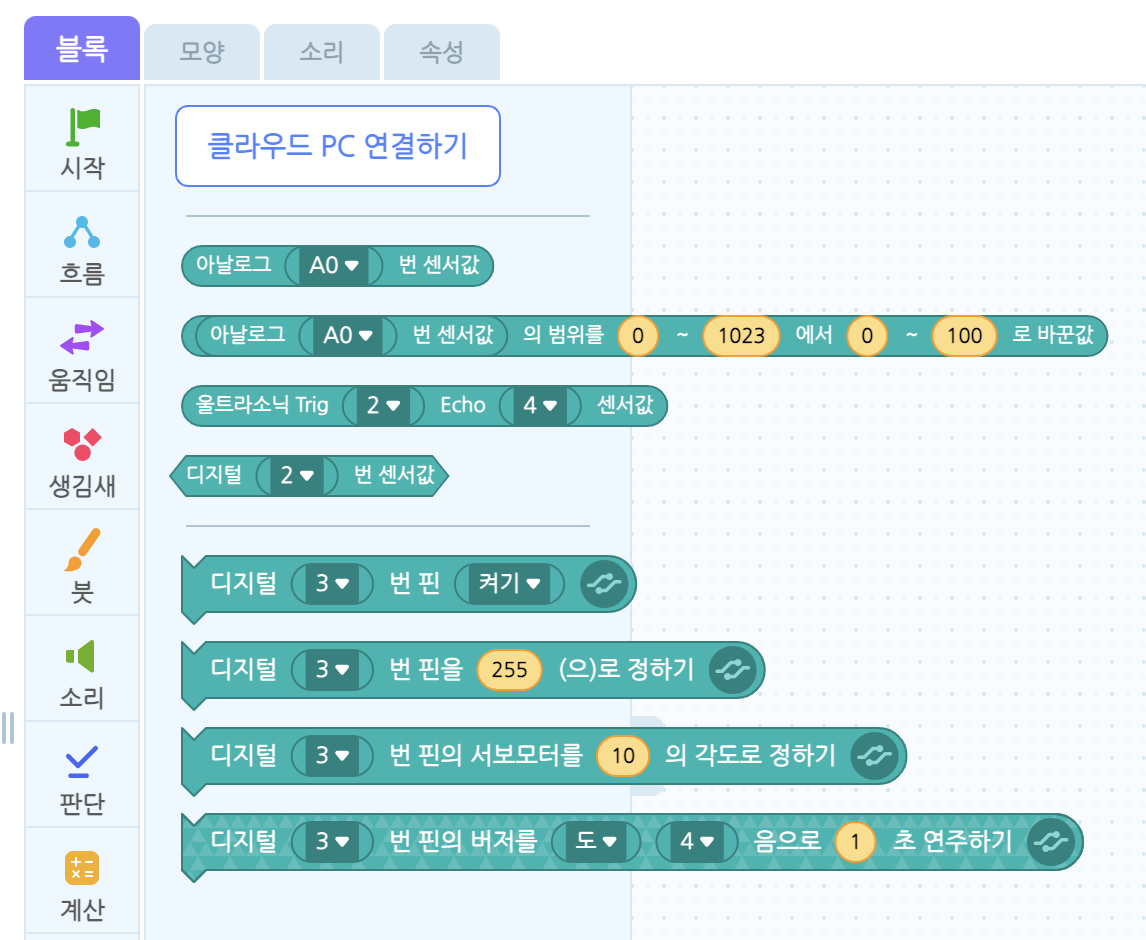 블록 모양 소리 속성
시작
흐름
움직임
생김새
붓
소리
판단
계산
클라우드 PC 연결하기
아날로그 A0 번 센서값
아날로그 A0 번 센서값 의 범위를 0 ~ 1023 에서 0 ~ 100 로 바꾼값
울트라소닉 Trig 2 Echo 4 센서값
디지털 2 번 센서값
디지털 3 번 핀 켜기
디지털 3 번 핀을 255 (으)로 정하기
디지털 3 번 핀의 서보모터를 10 의 각도로 정하기
디지털 3 번 핀의 버저를 도 4 음으로 1 초 연주하기